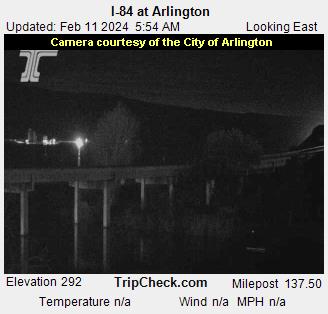 I-84 at Arlington
Updated: Feb 11 2024 5:54 AM Looking East
Camera courtesy of the City of Arlington
Elevation 292 TripCheck.com Milepost 137.50
Temperature n/a Wind n/a MPH n/a